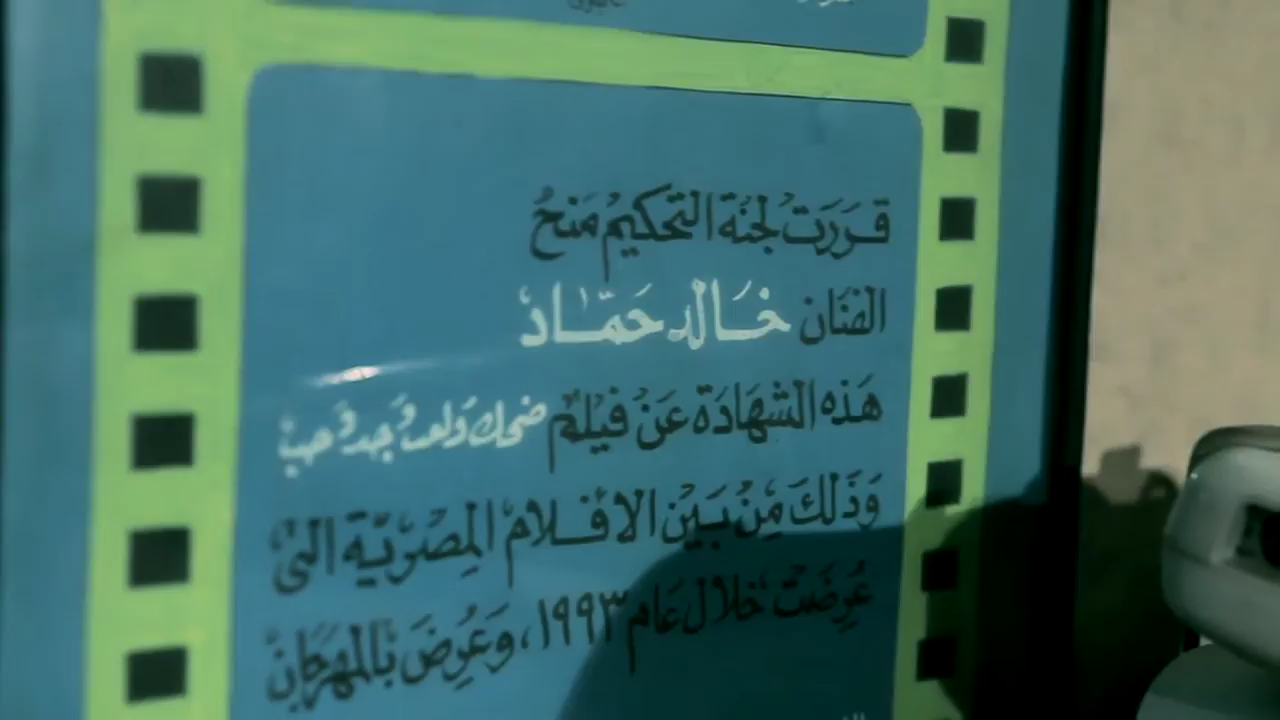 قررت لجنة التحكيم منح
الفنان خالد حماد
هذه الشهادة عن فيلم ضحك ولعب وجد وحب
وذلك من بين الافلام المصرية التى
عرضت خلال عام ١٩٩٣، وعرض بالمهرجان